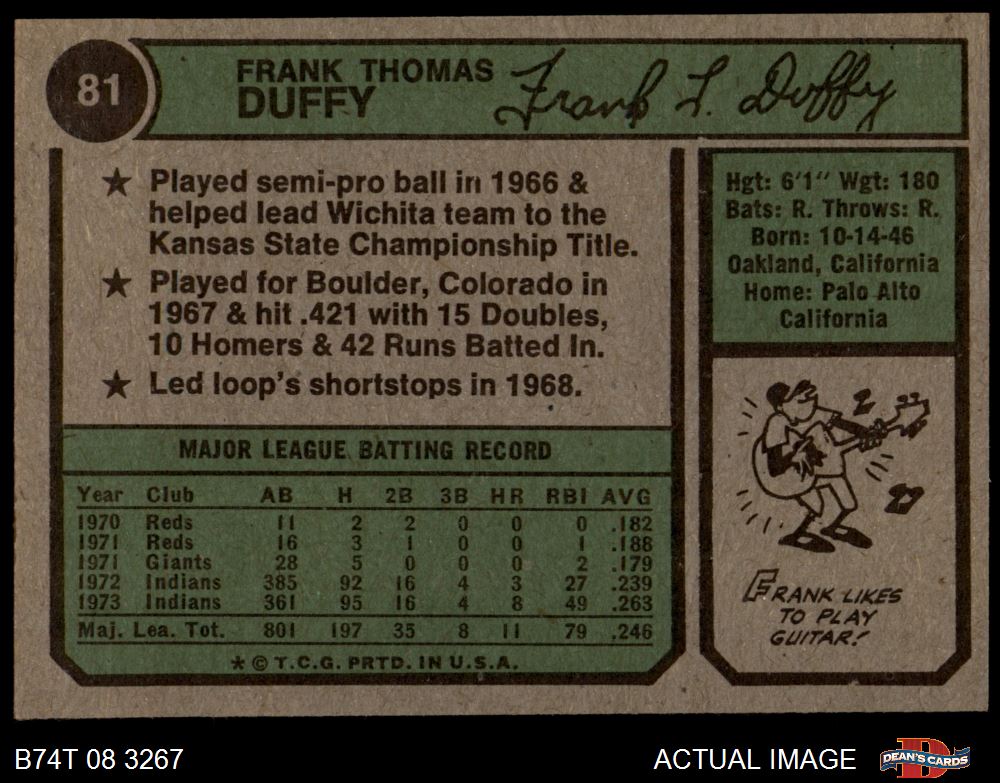 81
FRANK THOMAS
DUFFY
Frank T. Duffy
★ Played semi-pro ball in 1966 &
helped lead Wichita team to the
Kansas State Championship Title.
★ Played for Boulder, Colorado in
1967 & hit .421 with 15 Doubles,
10 Homers & 42 Runs Batted In.
★ Led loop's shortstops in 1968.
Hgt: 6'1" Wgt: 180
Bats: R. Throws: R.
Born: 10-14-46
Oakland, California
Home: Palo Alto
California
MAJOR LEAGUE BATTING RECORD
Year Club AB H 2B 3B HR RBI AVG
1970 Reds 11 2 2 0 0 0 .182
1971 Reds 16 3 1 0 0 1 .188
1971 Giants 28 5 0 0 0 2 .179
1972 Indians 385 92 16 4 3 27 .239
1973 Indians 361 95 16 4 8 49 .263
Maj. Lea. Tot. 801 197 35 8 11 79 .246
★ © T.C.G. PRTD. IN U.S.A.
FRANK LIKES
TO PLAY
GUITAR!
B74T 08 3267
ACTUAL IMAGE
DEAN'S CARDS